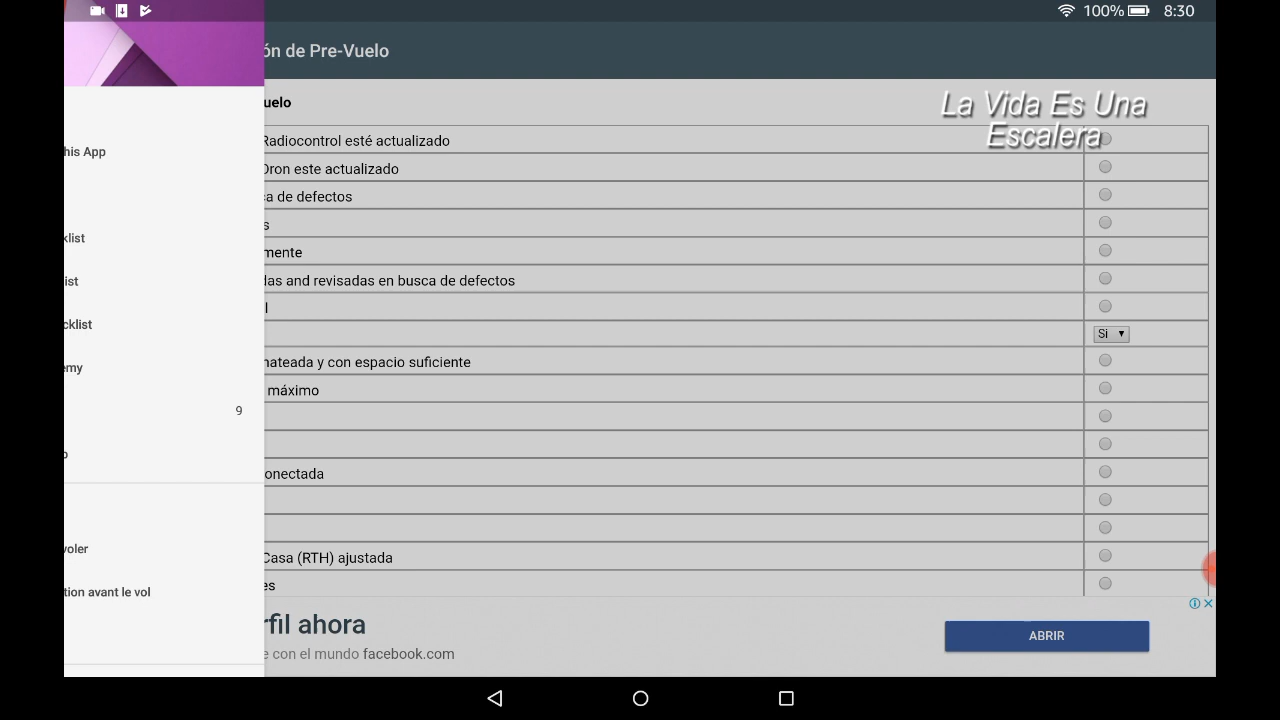 100% 8:30
ón de Pre-Vuelo
uelo
La Vida Es Una
Escalera
Radiocontrol esté actualizado
his App
Dron este actualizado
ca de defectos
s
klist
mente
ist
das and revisadas en busca de defectos
l
cklist
Si
emy
mateada y con espacio suficiente
máximo
9
o
onectada
voler
Casa (RTH) ajustada
es
tion avant le vol
rfil ahora
ABRIR
e con el mundo facebook.com